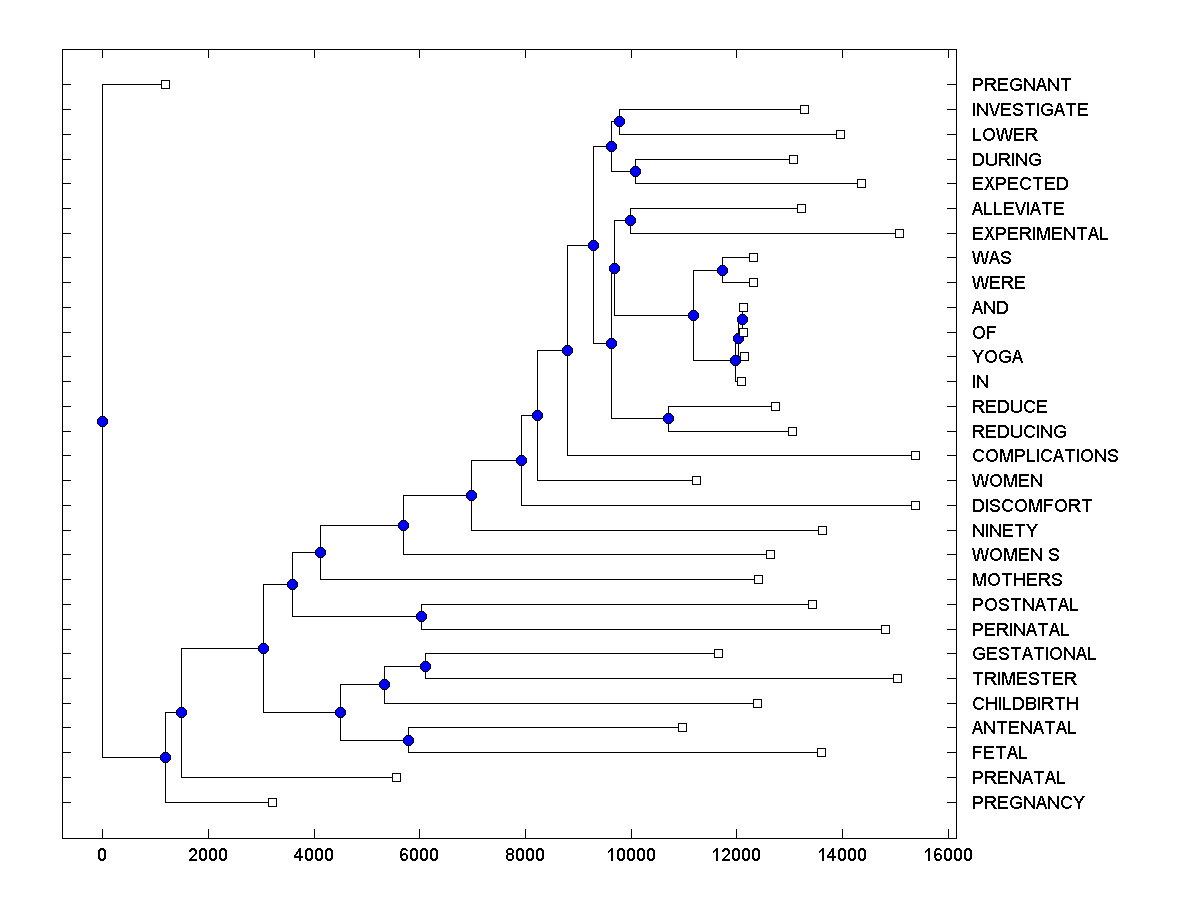 PREGNANT
INVESTIGATE
LOWER
DURING
EXPECTED
ALLEVIATE
EXPERIMENTAL
WAS
WERE
AND
OF
YOGA
IN
REDUCE
REDUCING
COMPLICATIONS
WOMEN
DISCOMFORT
NINETY
WOMEN S
MOTHERS
POSTNATAL
PERINATAL
GESTATIONAL
TRIMESTER
CHILDBIRTH
ANTENATAL
FETAL
PRENATAL
PREGNANCY
0 2000 4000 6000 8000 10000 12000 14000 16000